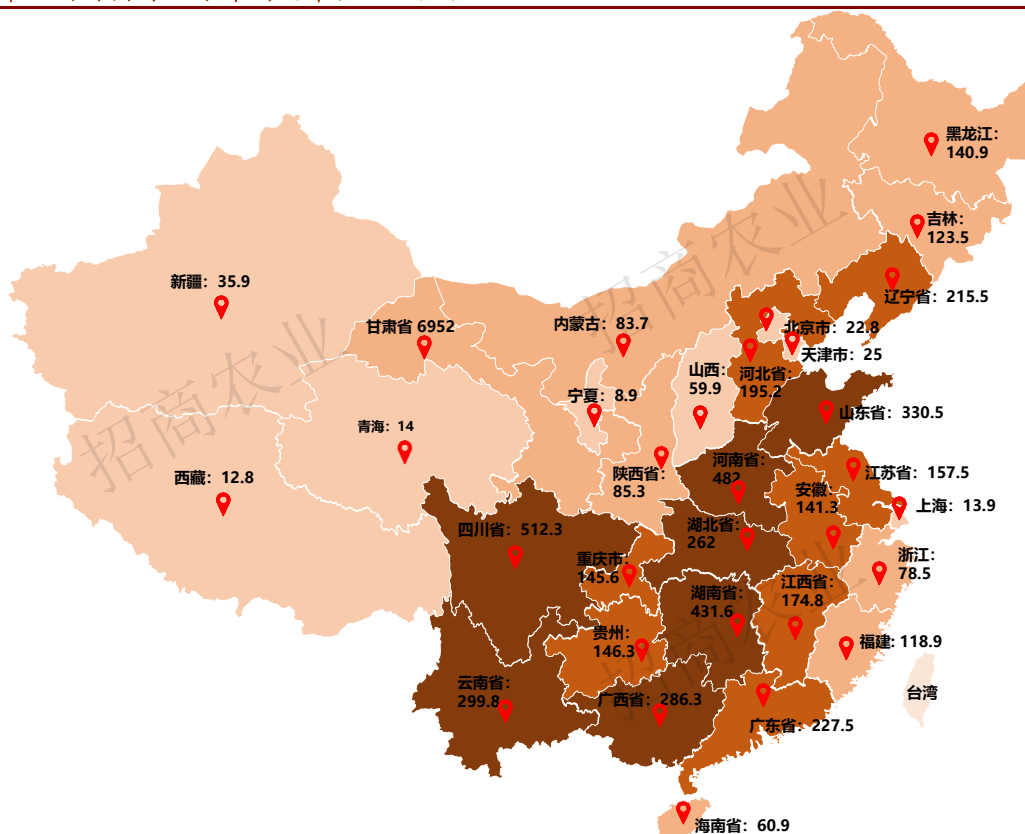 黑龙江：
140.9
吉林：
123.5
辽宁省：215.5
新疆：35.9
甘肃省 6952
内蒙古：83.7
北京市：22.8
天津市：25
山西：
59.9
河北省：
195.2
宁夏：8.9
山东省：330.5
青海：14
西藏：12.8
陕西省：
85.3
河南省：
482
江苏省：157.5
安徽：
141.3
上海：13.9
四川省：512.3
湖北省：
262
重庆市：
145.6
浙江：
78.5
江西省：
174.8
湖南省：
431.6
贵州：
146.3
福建: 118.9
云南省：
299.8
广西省：286.3
台湾
广东省：227.5
海南省：60.9
招商农业
招商农业
招商农业